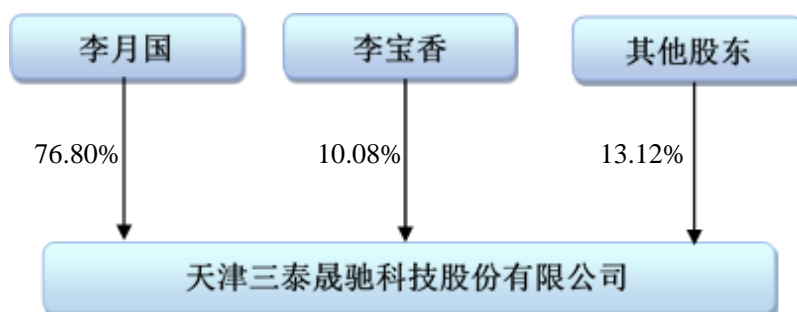 李月国 李宝香 其他股东
76.80% 10.08% 13.12%
天津三泰晟驰科技股份有限公司